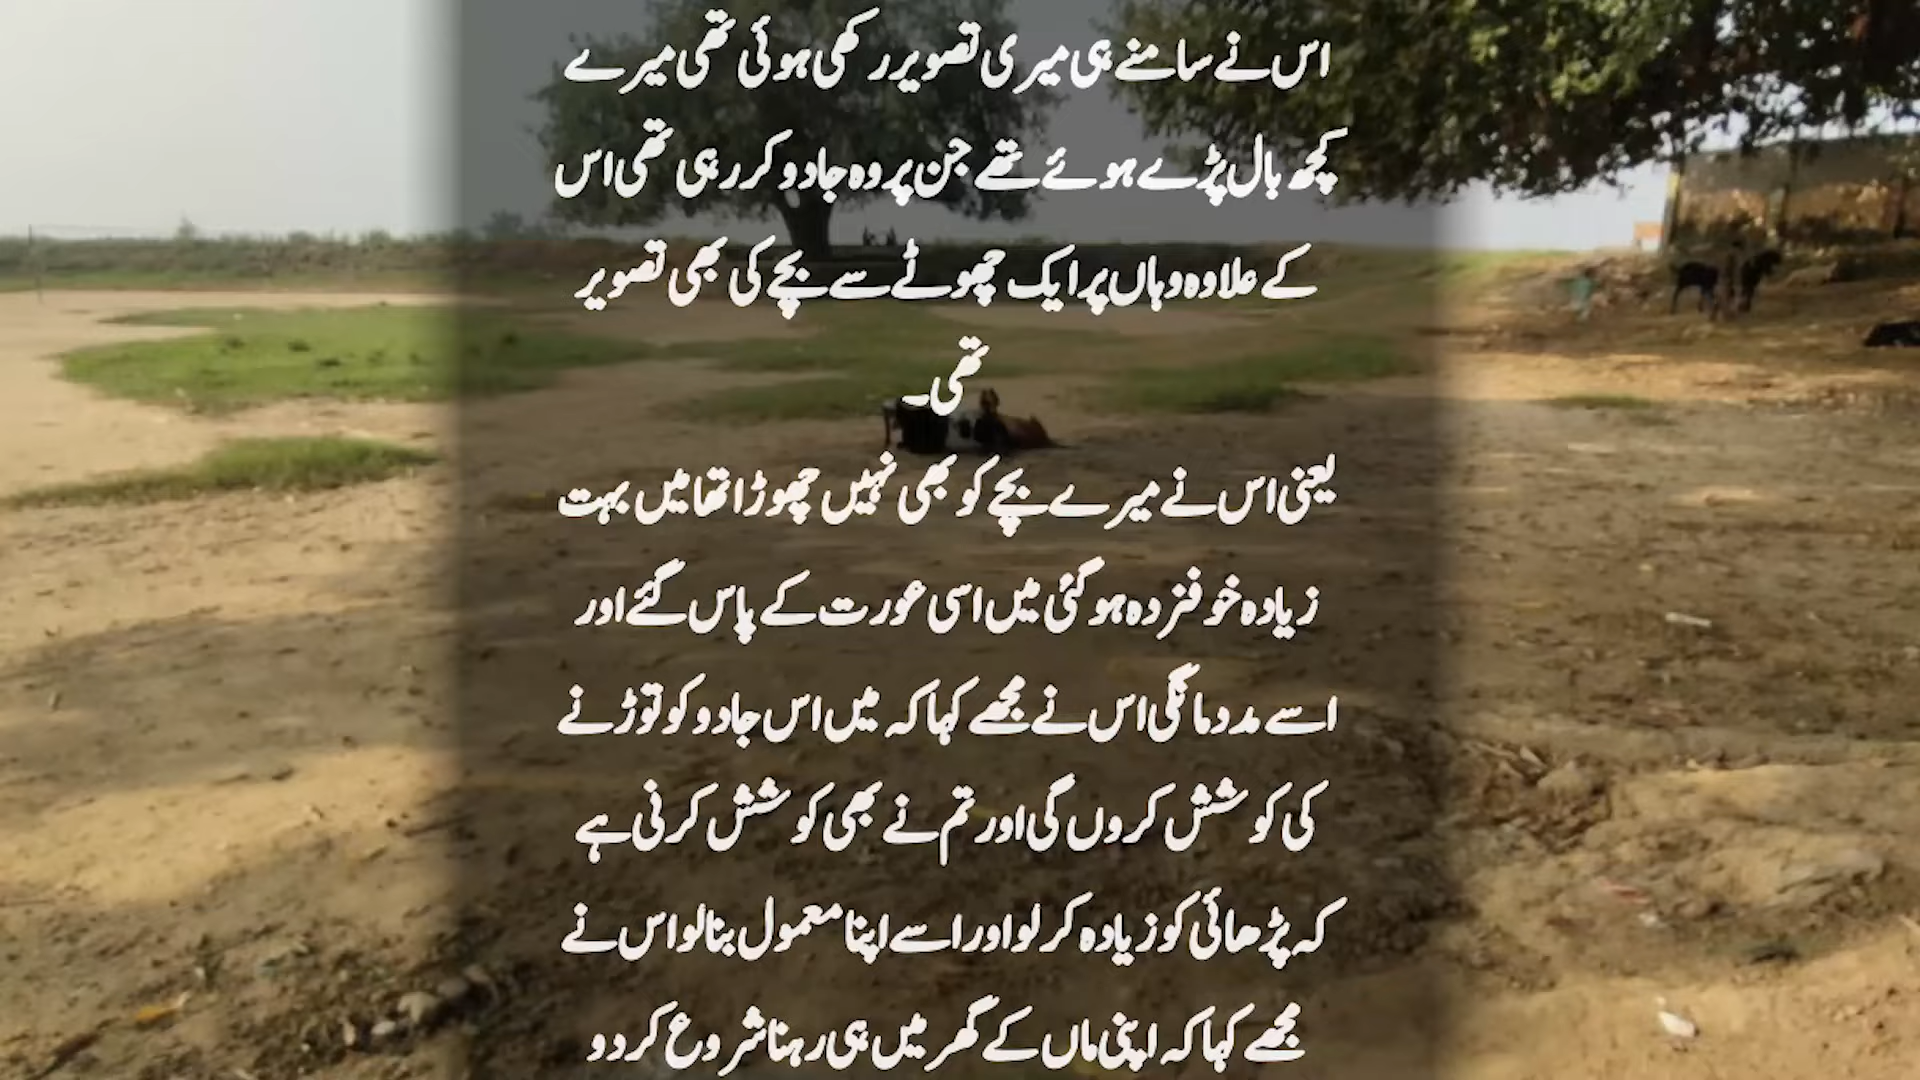 اس نے سامنے ہی میری تصویر رکھی ہوئی تھی میرے
کچھ بال پڑے ہوئے تھے جن پر وہ جادو کر رہی تھی اس
کے علاوہ وہاں پر ایک چھوٹے سے بچے کی بھی تصویر
تھی۔
یعنی اس نے میرے بچے کو بھی نہیں چھوڑا تھا میں بہت
زیادہ خوفزدہ ہو گئی میں اسی عورت کے پاس گئے اور
اسے مدد مانگی اس نے مجھے کہا کہ میں اس جادو کو توڑنے
کی کوشش کروں گی اور تم نے بھی کوشش کرنی ہے
کہ پڑھائی کو زیادہ کر لو اور اسے اپنا معمول بنا لو اس نے
مجھے کہا کہ اپنی ماں کے گھر میں ہی رہنا شروع کر دو